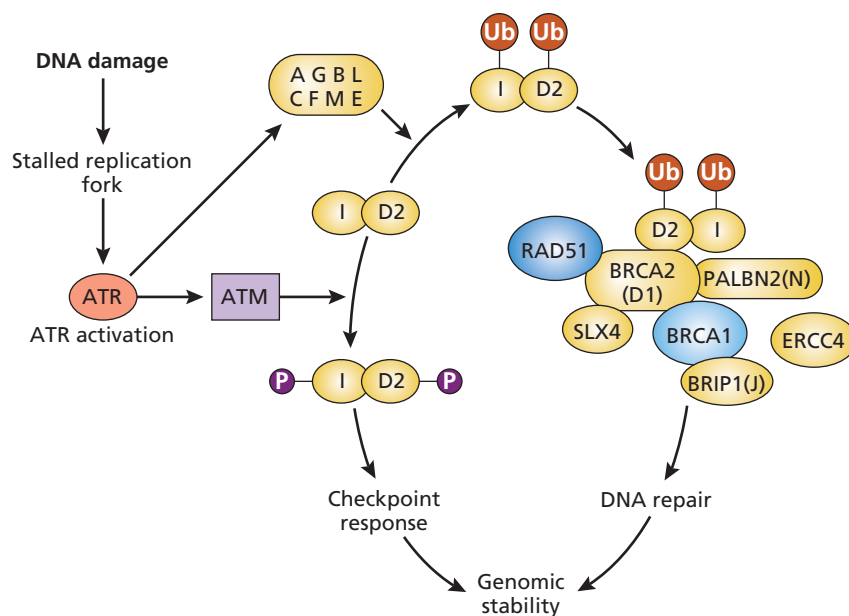 DNA damage
Stalled replication
fork
ATR
ATR activation
ATM
A G B L
C F M E
I D2
Ub Ub
I D2
P I D2 P
Checkpoint
response
Ub Ub
D2 I
RAD51
BRCA2
(D1)
PALBN2(N)
SLX4
BRCA1
ERCC4
BRIP1(J)
DNA repair
Genomic
stability